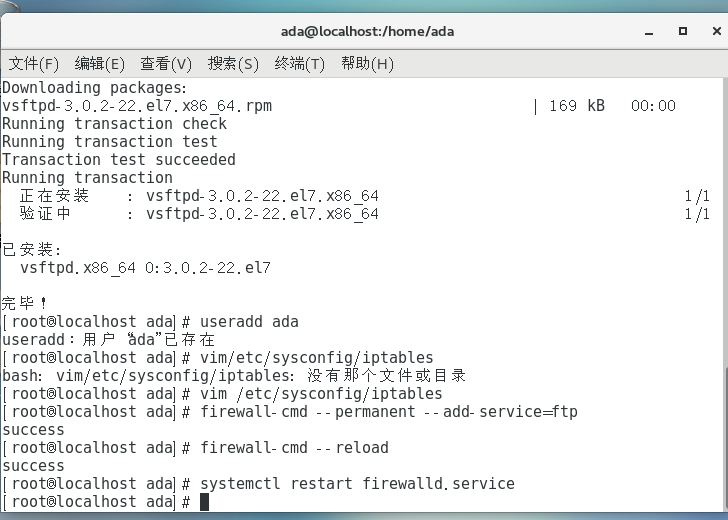 ada@localhost:/home/ada
文件(F) 编辑(E) 查看(V) 搜索(S) 终端(T) 帮助(H)
Downloading packages:
vsftpd-3.0.2-22.el7.x86_64.rpm | 169 kB 00:00
Running transaction check
Running transaction test
Transaction test succeeded
Running transaction
正在安装 : vsftpd-3.0.2-22.el7.x86_64 1/1
验证中 : vsftpd-3.0.2-22.el7.x86_64 1/1
已安装:
vsftpd.x86_64 0:3.0.2-22.el7
完毕！
[root@localhost ada]# useradd ada
useradd：用户“ada”已存在
[root@localhost ada]# vim/etc/sysconfig/iptables
bash: vim/etc/sysconfig/iptables: 没有那个文件或目录
[root@localhost ada]# vim /etc/sysconfig/iptables
[root@localhost ada]# firewall-cmd --permanent --add-service=ftp
success
[root@localhost ada]# firewall-cmd --reload
success
[root@localhost ada]# systemctl restart firewalld.service
[root@localhost ada]#